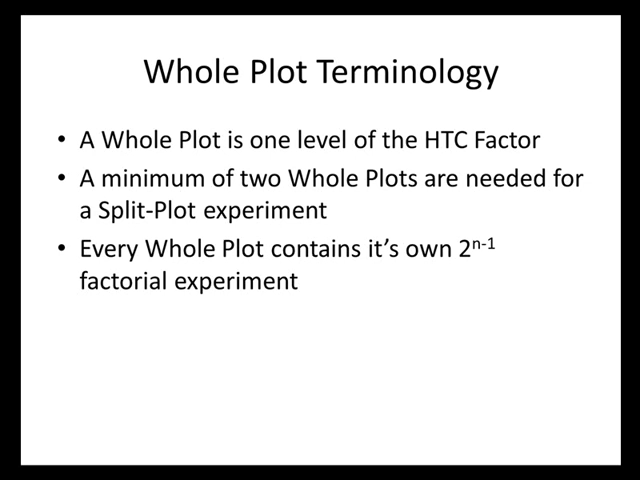 Whole Plot Terminology
• A Whole Plot is one level of the HTC Factor
• A minimum of two Whole Plots are needed for
a Split-Plot experiment
• Every Whole Plot contains it's own 2ⁿ⁻¹
factorial experiment